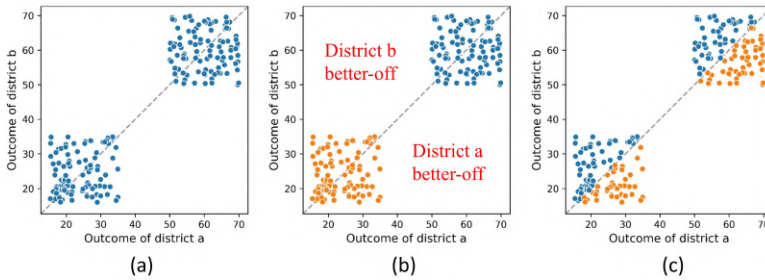 70
60
50
40
30
20
Outcome of district b
20 30 40 50 60 70
Outcome of district a
(a)
70
60
50
40
30
20
Outcome of district b
District b
better-off
District a
better-off
20 30 40 50 60 70
Outcome of district a
(b)
70
60
50
40
30
20
Outcome of district b
20 30 40 50 60 70
Outcome of district a
(c)